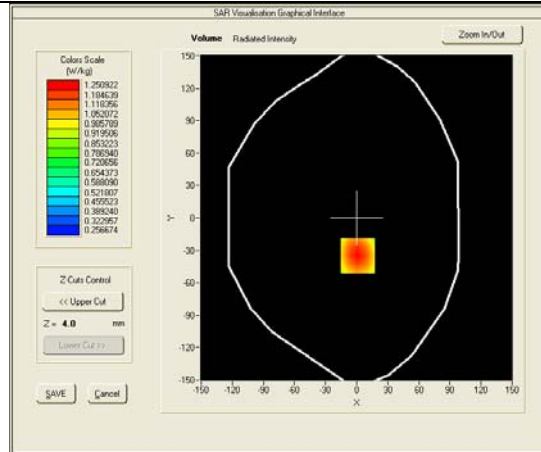 SAR Visualisation Graphical Interface
Volume Radiated Intensity
Zoom In/Out
Colors Scale
(W/kg)
1.250922
1.184639
1.118356
1.052072
0.985789
0.919506
0.853223
0.786940
0.720656
0.654373
0.588090
0.521807
0.455523
0.389240
0.322957
0.256674
Z-Cuts Control
<< Upper Cut
Z = 4.0 mm
Lower Cut >>
SAVE Cancel
150
120
90
60
30
0
-30
-60
-90
-120
-150
Y
-150 -120 -90 -60 -30 0 30 60 90 120 150
X